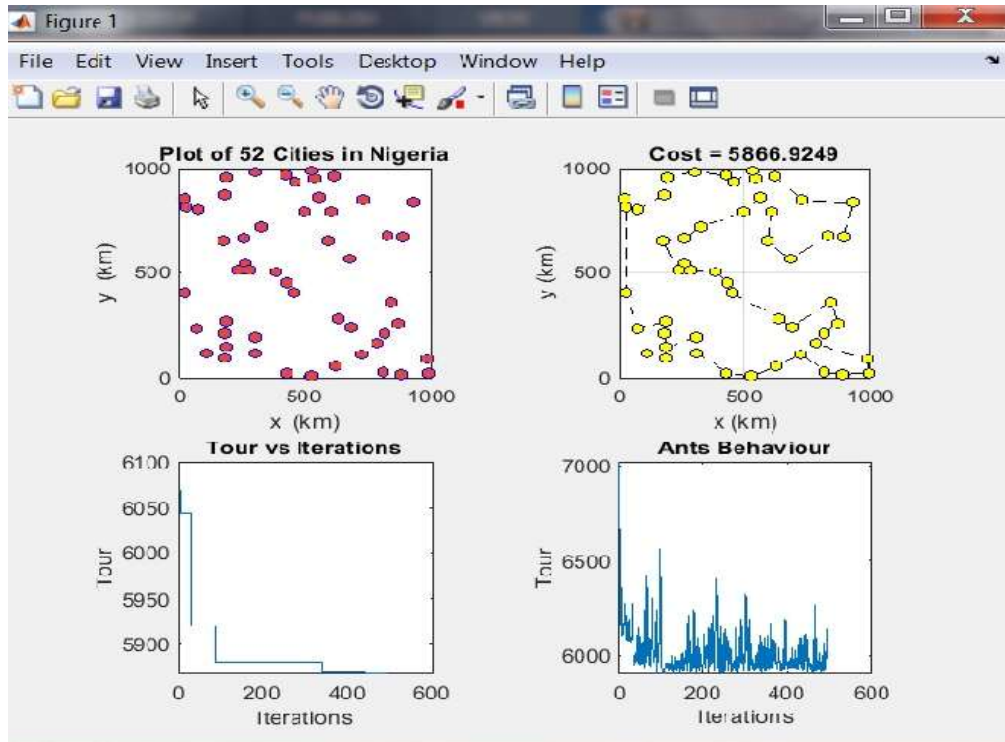 Figure 1
File Edit View Insert Tools Desktop Window Help
Plot of 52 Cities in Nigeria
1000
500
0
y (km)
0 500 1000
x (km)
Cost = 5866.9249
1000
500
0
y (km)
0 500 1000
x (km)
Tour vs Iterations
6100
6050
6000
5950
5900
Tour
0 200 400 600
Iterations
Ants Behaviour
7000
6500
6000
Tour
0 200 400 600
Iterations